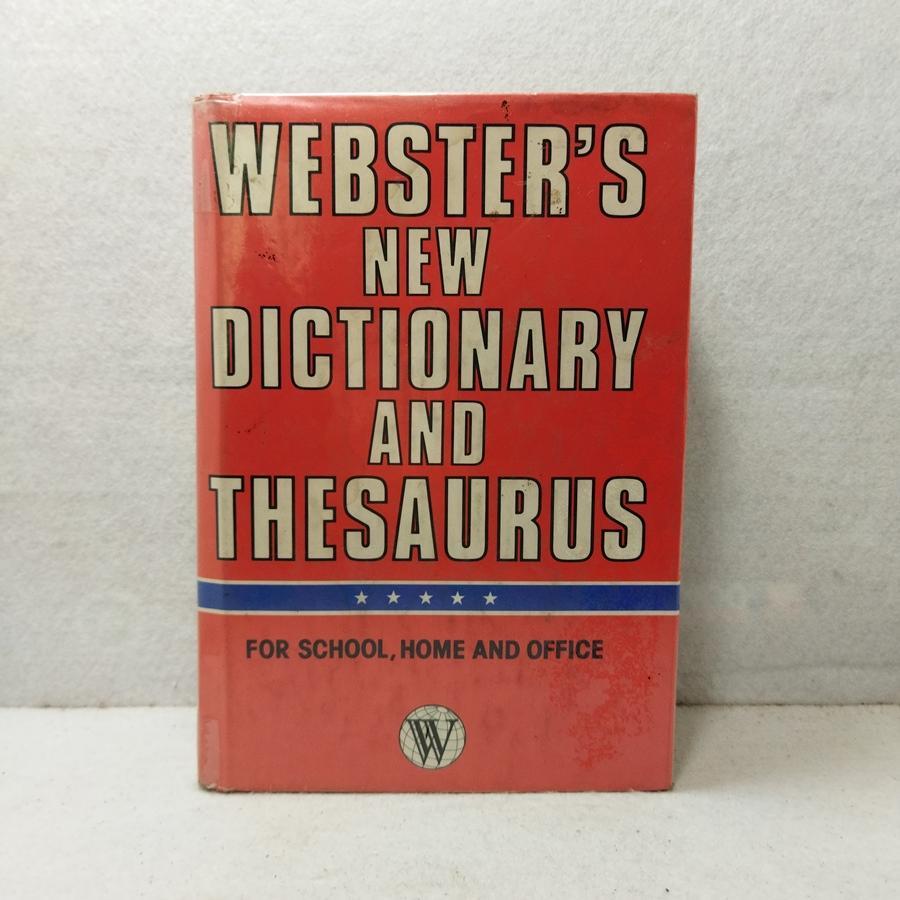 WEBSTER'S
NEW
DICTIONARY
AND
THESAURUS
FOR SCHOOL, HOME AND OFFICE
W